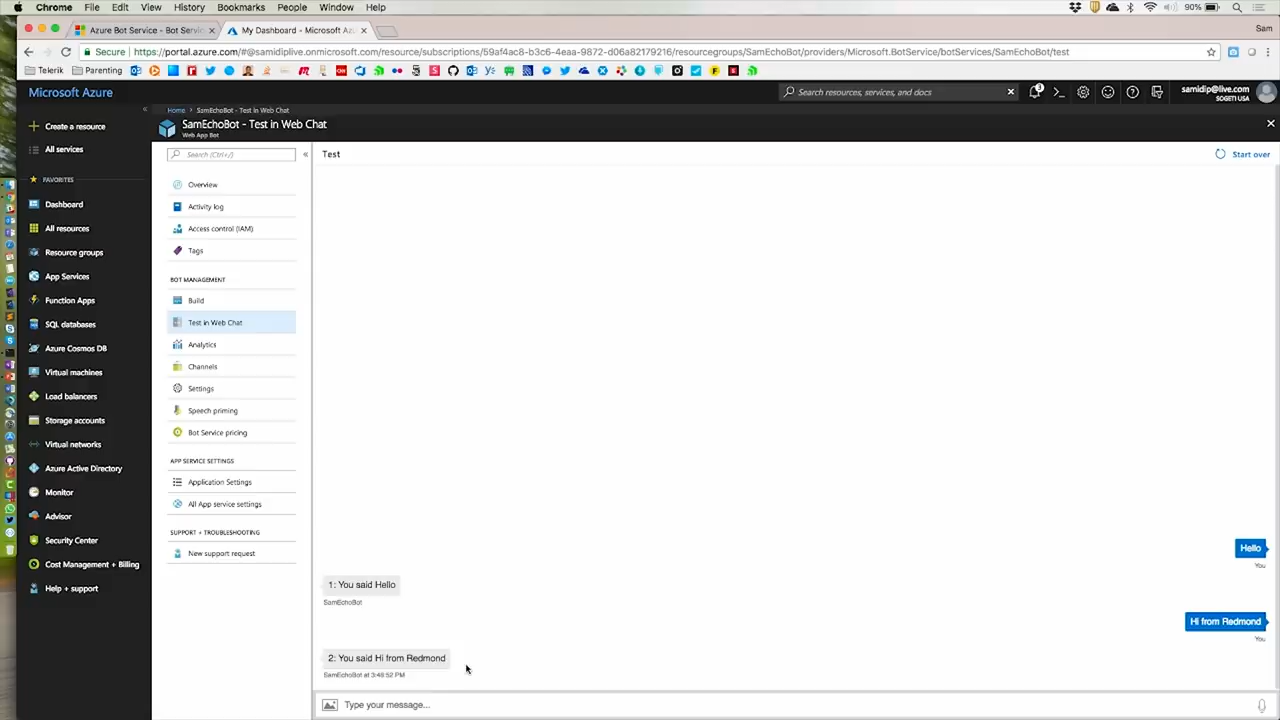 Chrome File Edit View History Bookmarks People Window Help 90%
Azure Bot Service - Bot Servic × My Dashboard - Microsoft Az × Sam
Secure https://portal.azure.com/#@samidiplive.onmicrosoft.com/resource/subscriptions/59af4ac8-b3c6-4eaa-9872-d06a82179216/resourcegroups/SamEchoBot/providers/Microsoft.BotService/botServices/SamEchoBot/test
Telerik Parenting
Microsoft Azure Search resources, services, and docs samidip@live.com
SOGETI USA
Home > SamEchoBot - Test in Web Chat
SamEchoBot - Test in Web Chat
Web App Bot
Create a resource
All services
FAVORITES
Dashboard
All resources
Resource groups
App Services
Function Apps
SQL databases
Azure Cosmos DB
Virtual machines
Load balancers
Storage accounts
Virtual networks
Azure Active Directory
Monitor
Advisor
Security Center
Cost Management + Billing
Help + support
Search (Ctrl+/)
Overview
Activity log
Access control (IAM)
Tags
BOT MANAGEMENT
Build
Test in Web Chat
Analytics
Channels
Settings
Speech priming
Bot Service pricing
APP SERVICE SETTINGS
Application Settings
All App service settings
SUPPORT + TROUBLESHOOTING
New support request
Test Start over
Hello
You
1: You said Hello
SamEchoBot
Hi from Redmond
You
2: You said Hi from Redmond
SamEchoBot at 3:46:52 PM
Type your message...